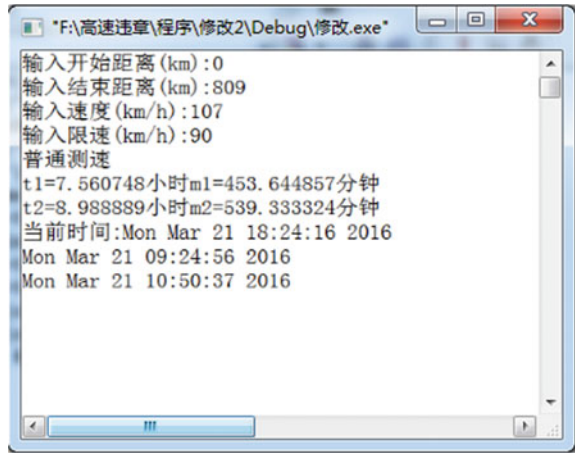 "F:\高速违章\程序\修改2\Debug\修改.exe"
输入开始距离(km):0
输入结束距离(km):809
输入速度(km/h):107
输入限速(km/h):90
普通测速
t1=7.560748小时m1=453.644857分钟
t2=8.988889小时m2=539.333324分钟
当前时间:Mon Mar 21 18:24:16 2016
Mon Mar 21 09:24:56 2016
Mon Mar 21 10:50:37 2016